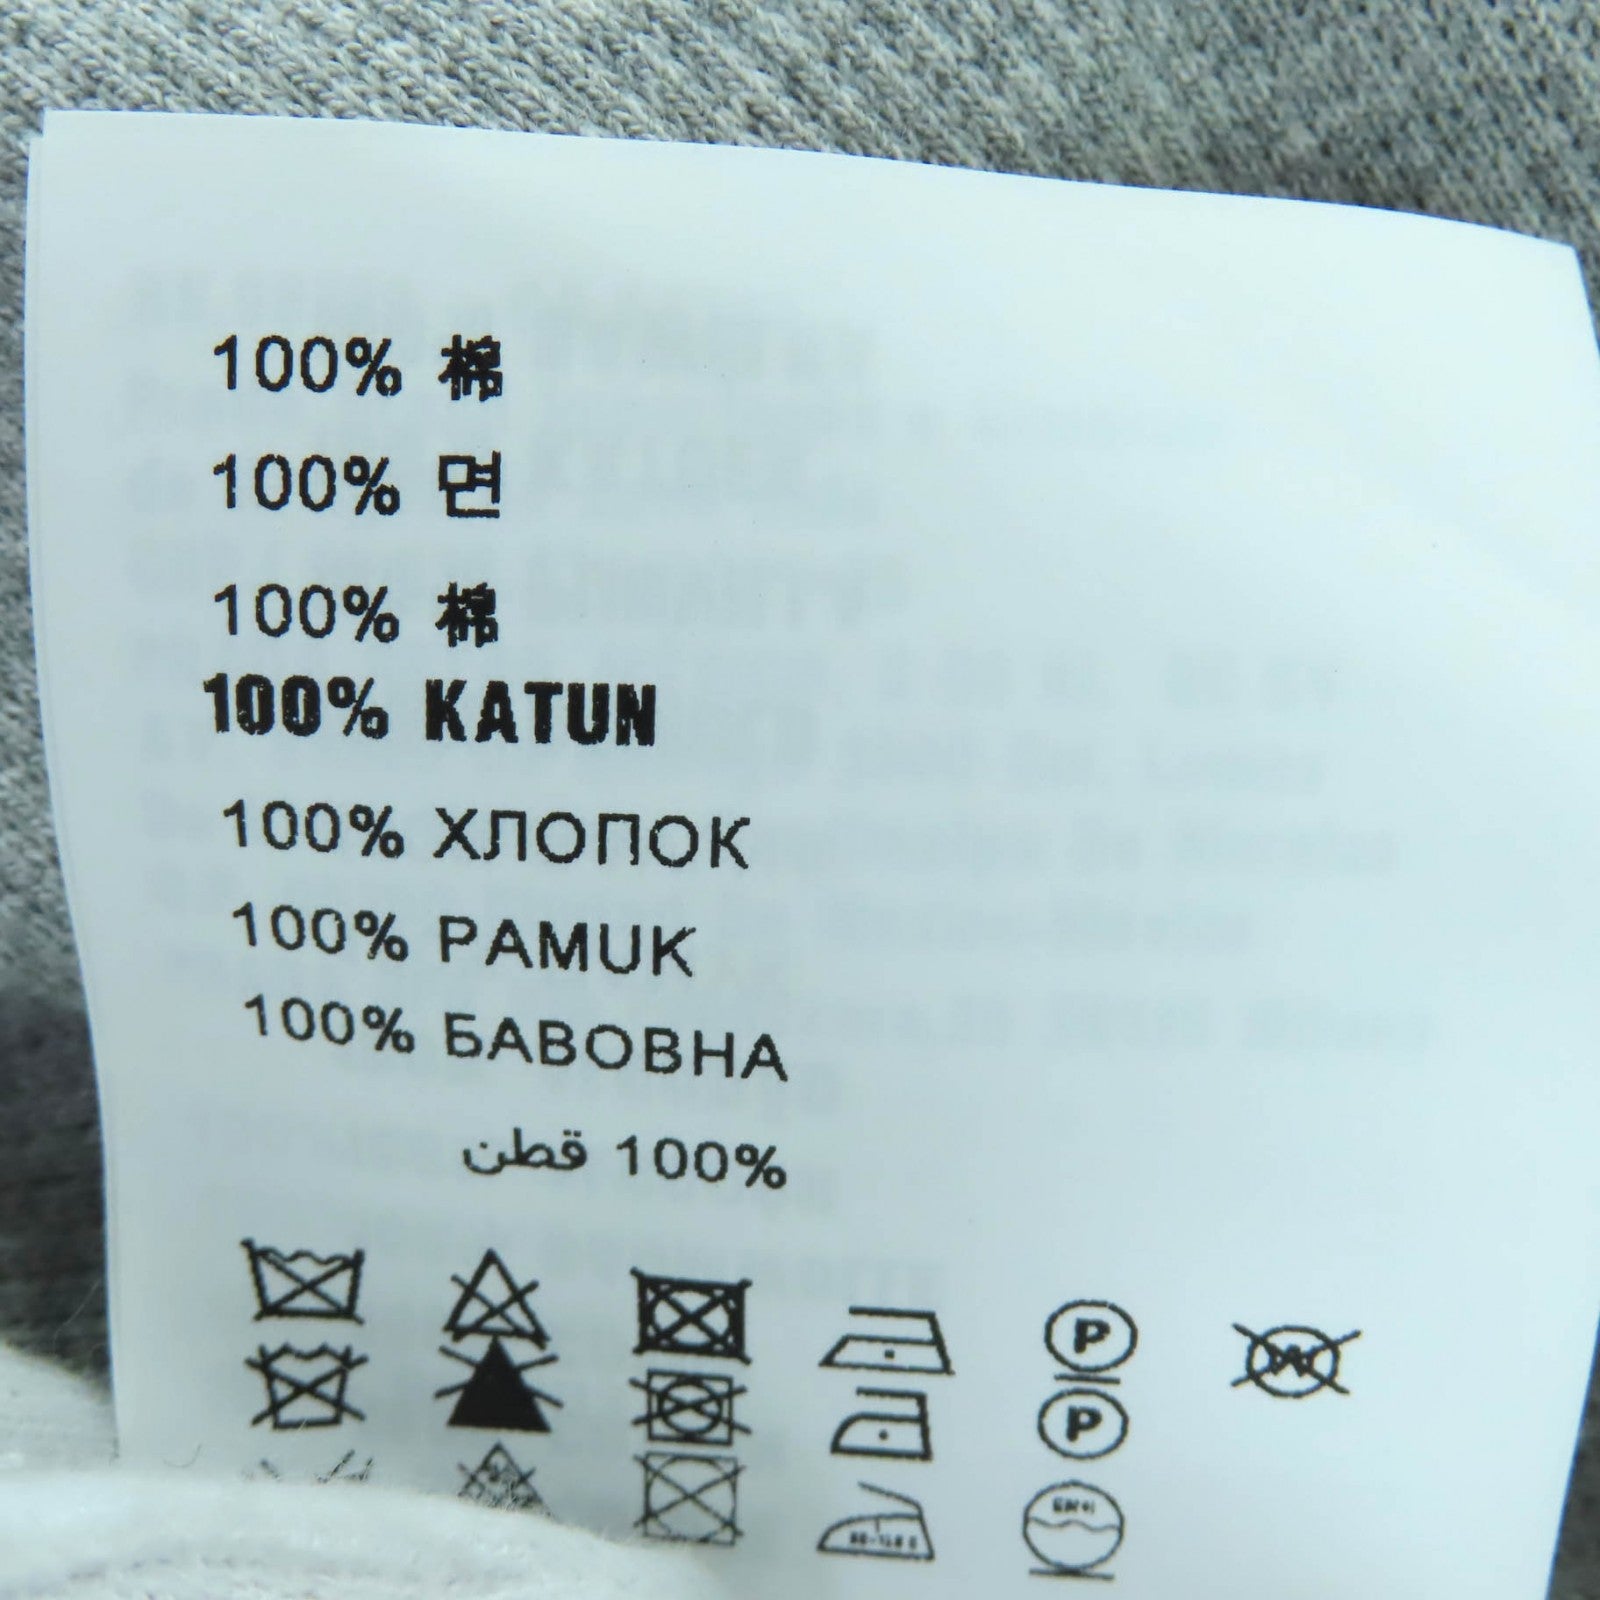 100% 棉
100% 면
100% 棉
100% KATUN
100% ХЛОПОК
100% PAMUK
100% БАВОВНА
100% قطن
P
W
P